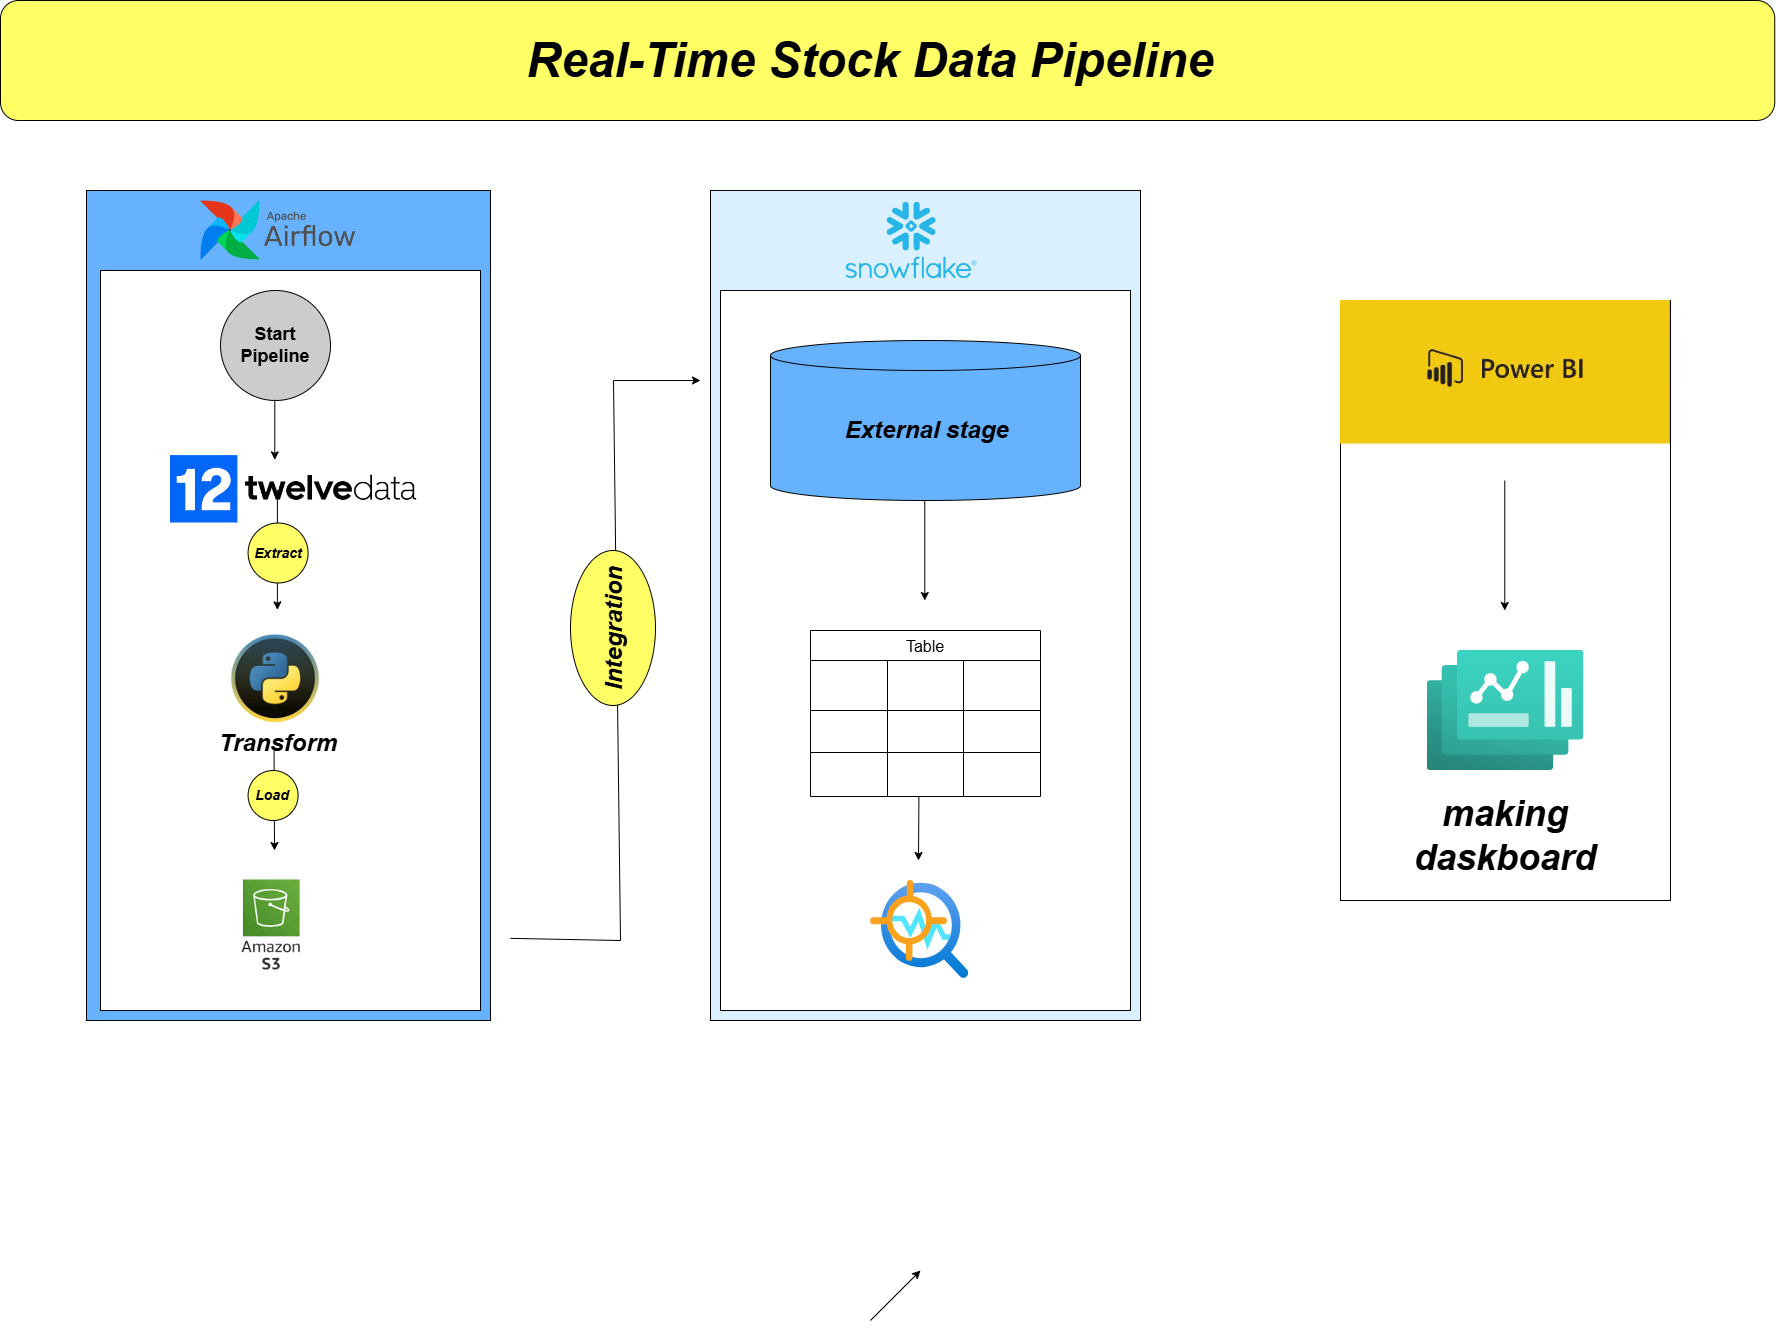 Real-Time Stock Data Pipeline
Apache
Airflow
Start
Pipeline
12 twelvedata
Extract
Transform
Load
Amazon
S3
Integration
snowflake®
External stage
Table
Power BI
making
daskboard